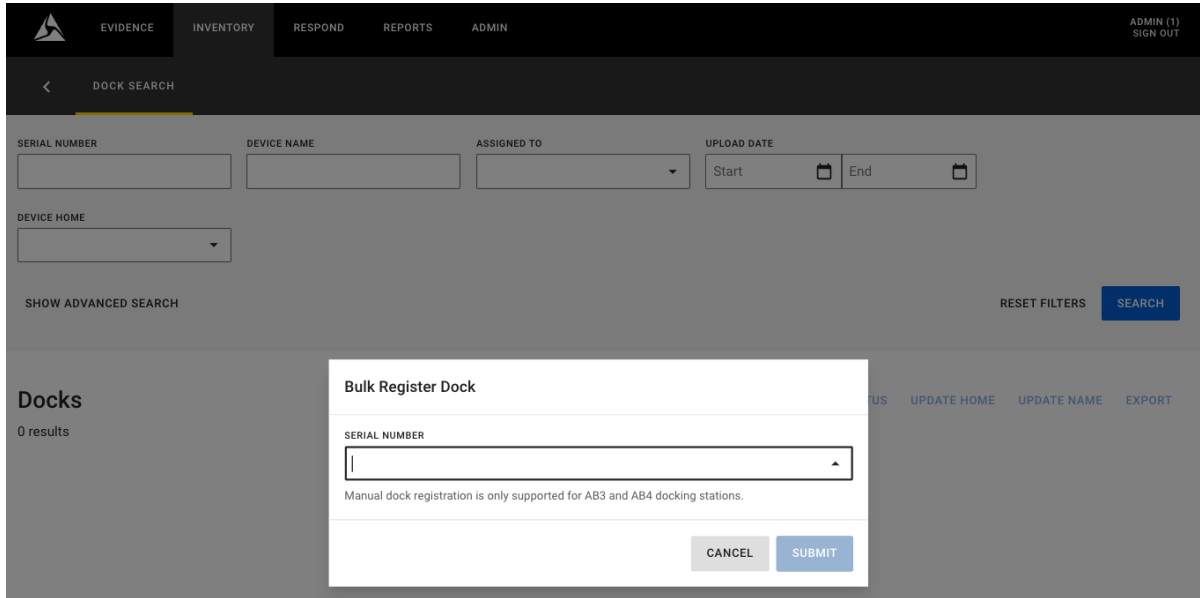 EVIDENCE INVENTORY RESPOND REPORTS ADMIN ADMIN (1)
SIGN OUT
DOCK SEARCH
SERIAL NUMBER DEVICE NAME ASSIGNED TO UPLOAD DATE
Start End
DEVICE HOME
SHOW ADVANCED SEARCH RESET FILTERS SEARCH
Docks
0 results
UPDATE HOME UPDATE NAME EXPORT
Bulk Register Dock
SERIAL NUMBER
Manual dock registration is only supported for AB3 and AB4 docking stations.
CANCEL SUBMIT